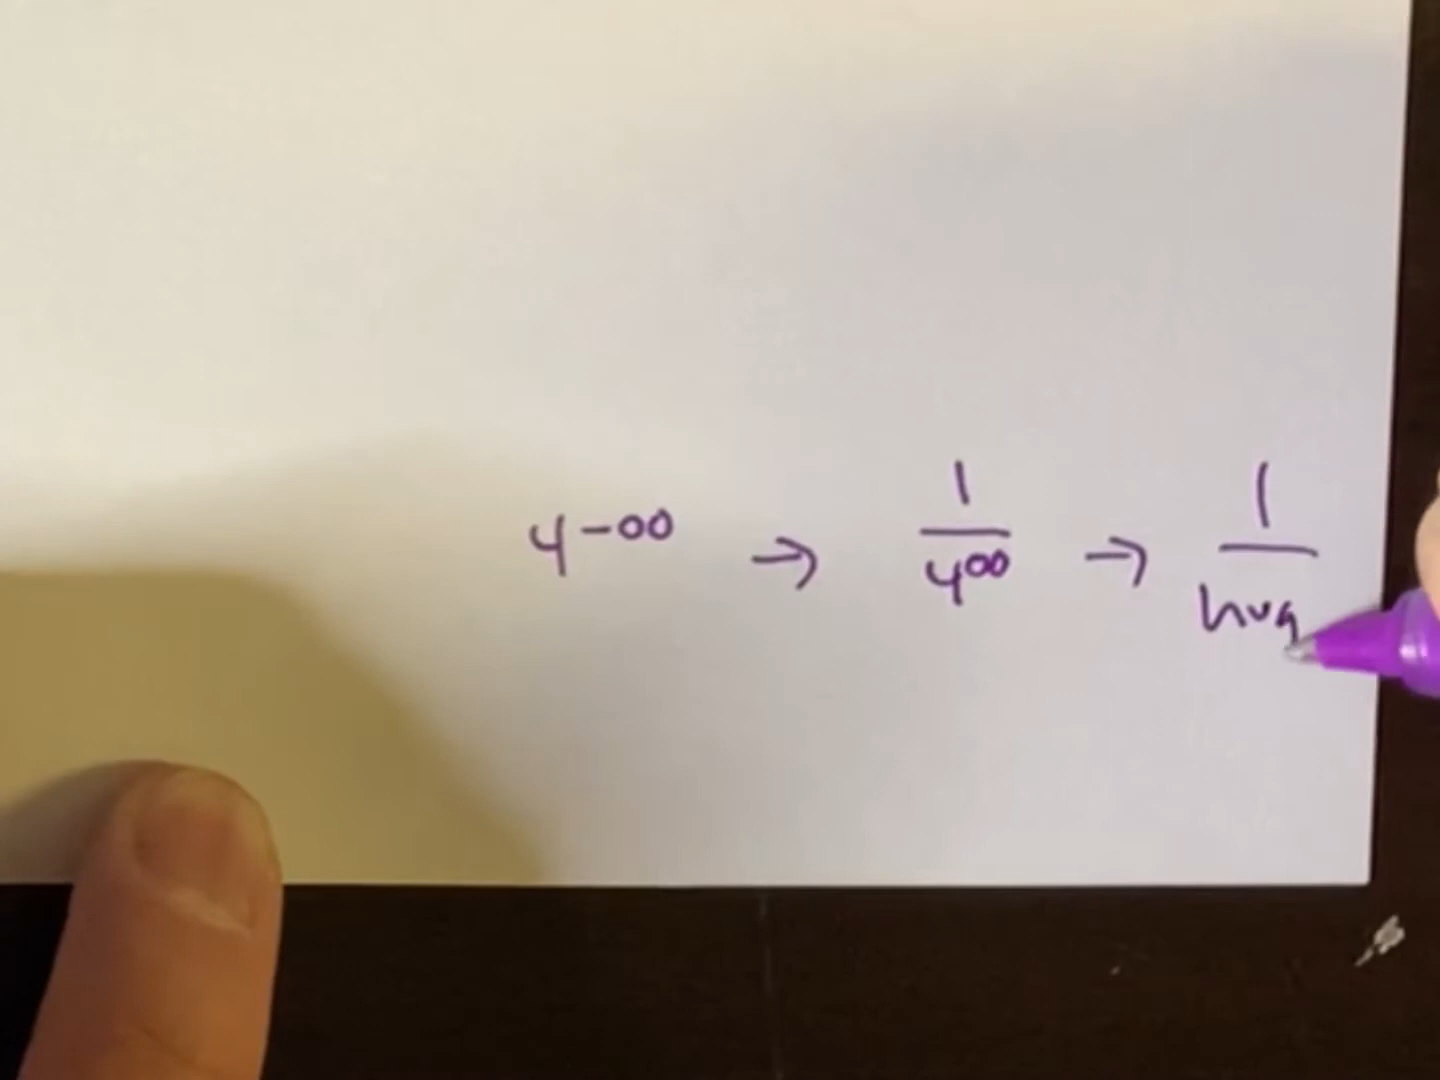 4^-∞ → 1/4^∞ → 1/hug